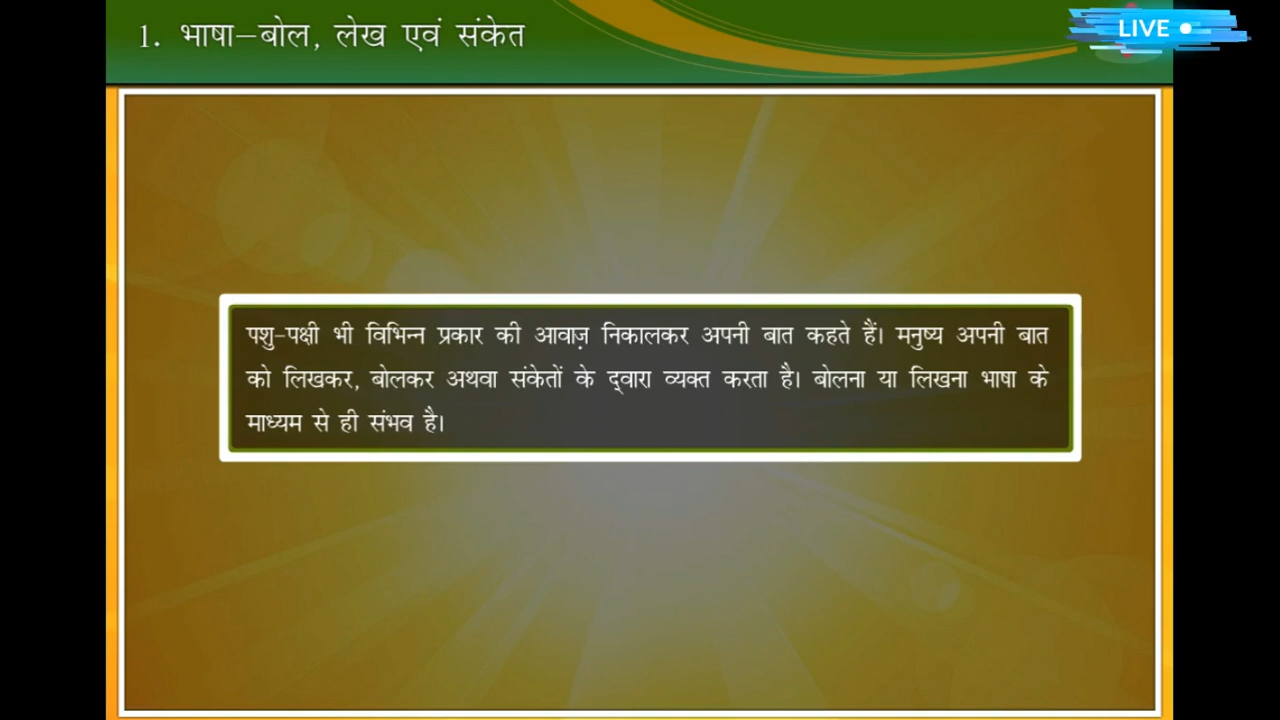 1. भाषा–बोल, लेख एवं संकेत
LIVE
पशु-पक्षी भी विभिन्न प्रकार की आवाज़ निकालकर अपनी बात कहते हैं। मनुष्य अपनी बात
को लिखकर, बोलकर अथवा संकेतों के द्‌वारा व्यक्त करता है। बोलना या लिखना भाषा के
माध्यम से ही संभव है।